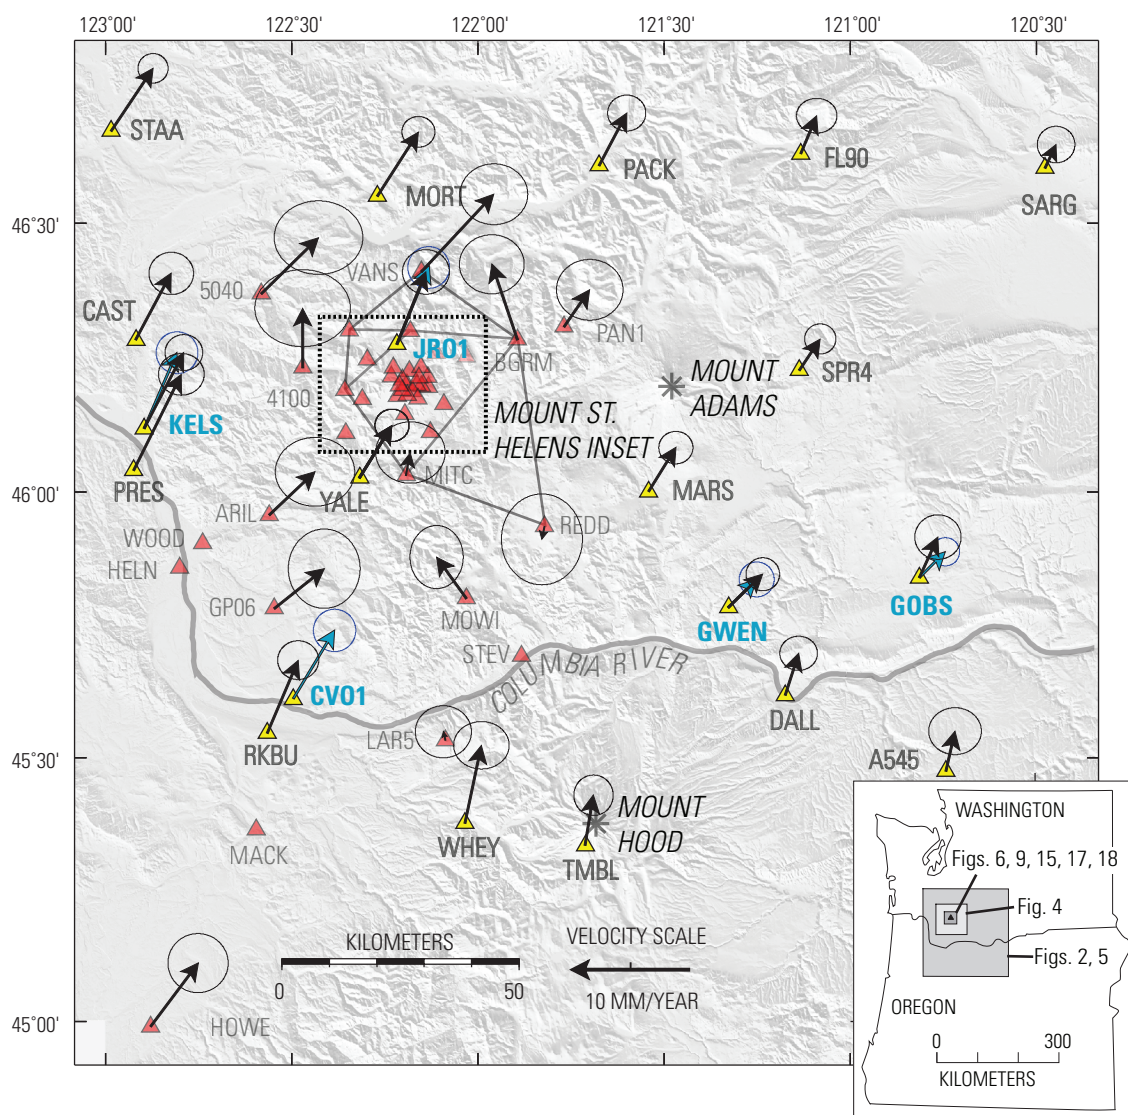 123°00' 122°30' 122°00' 121°30' 121°00' 120°30'
46°30'
46°00'
45°30'
45°00'
STAA
MORT
PACK
FL90
SARG
VANS
5040
CAST
PAN1
JRO1
BGRM
4100
KELS
MOUNT ST.
HELENS INSET
MOUNT
ADAMS
SPR4
PRES
YALE
MITC
MARS
ARIL
REDD
WOOD
HELN
GP06
MOWI
GWEN
GOBS
STEV
COLUMBIA RIVER
CVO1
DALL
RKBU
LAR5
A545
MACK
WHEY
MOUNT
HOOD
TMBL
HOWE
KILOMETERS
0 50
VELOCITY SCALE
10 MM/YEAR
WASHINGTON
Figs. 6, 9, 15, 17, 18
Fig. 4
Figs. 2, 5
OREGON
0 300
KILOMETERS